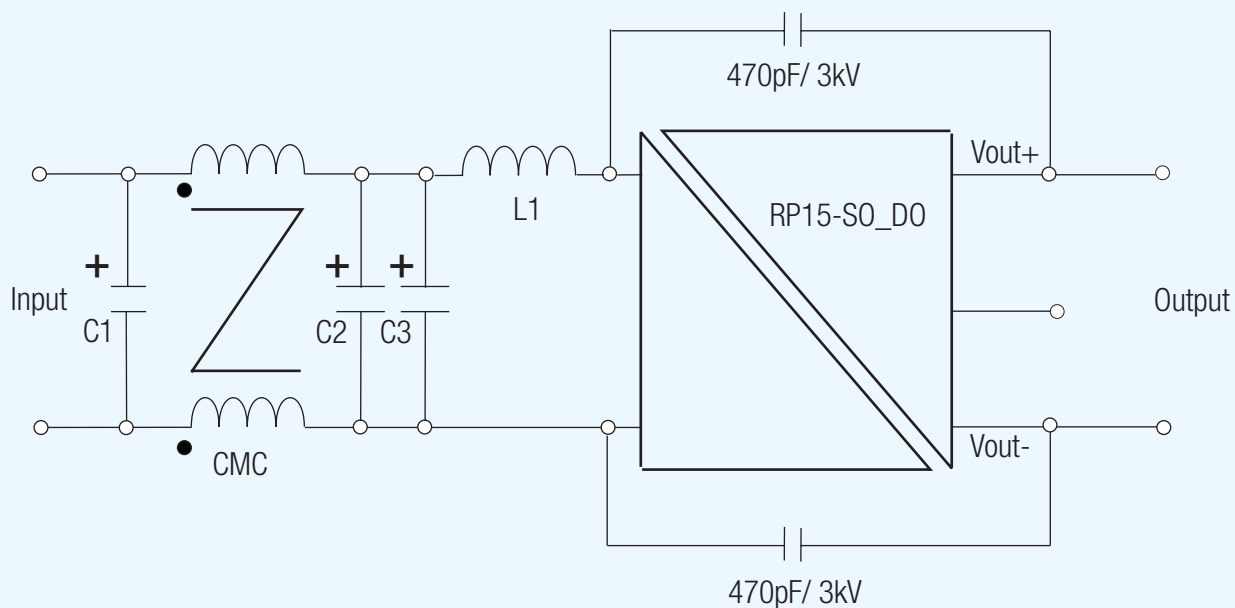 470pF/ 3kV
Vout+
L1
RP15-SO_DO
+
+
+
Input
C1
C2
C3
Output
Vout-
CMC
470pF/ 3kV